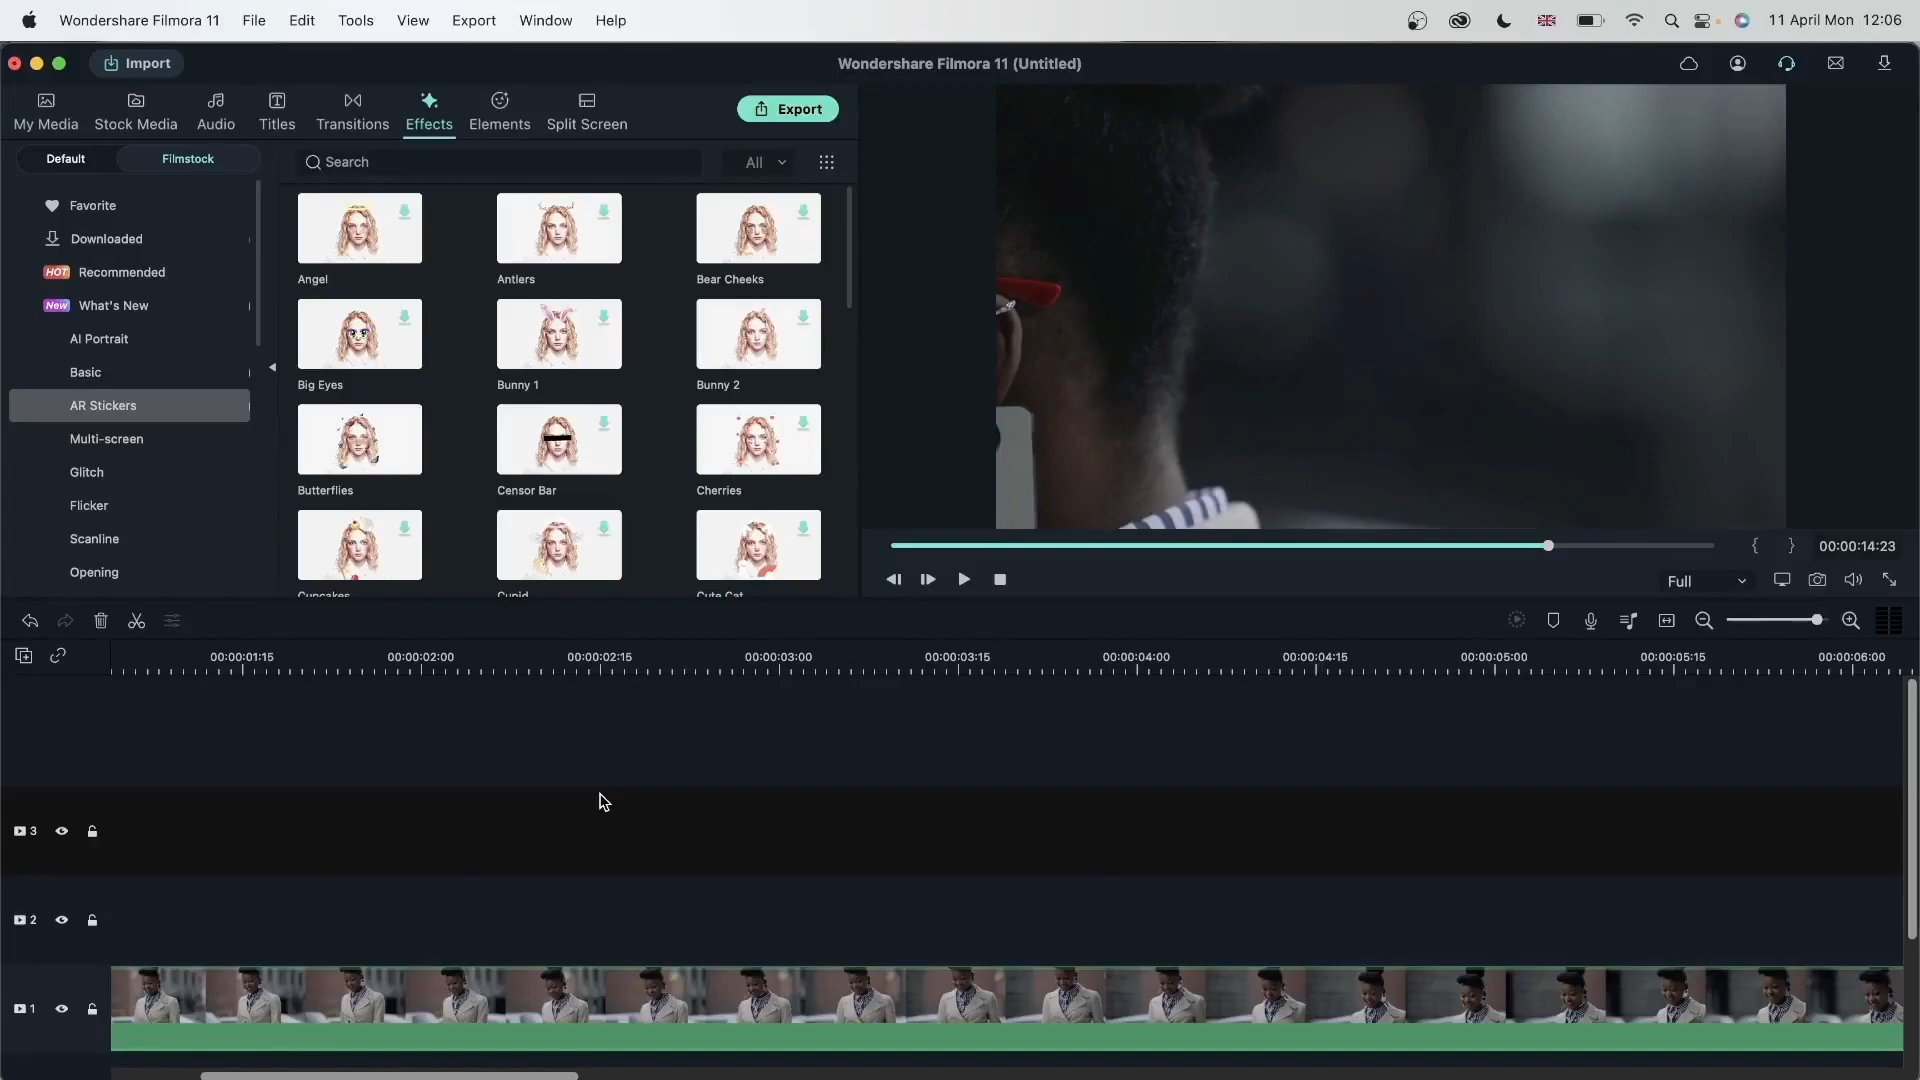 Wondershare Filmora 11 File Edit Tools View Export Window Help 11 April Mon 12:06
Import Wondershare Filmora 11 (Untitled)
My Media Stock Media Audio Titles Transitions Effects Elements Split Screen Export
Default Filmstock Search All
Favorite
Downloaded
HOT Recommended
New What's New
AI Portrait
Basic
AR Stickers
Multi-screen
Glitch
Flicker
Scanline
Opening
Angel Antlers Bear Cheeks
Big Eyes Bunny 1 Bunny 2
Butterflies Censor Bar Cherries
Cupcakes Cupid Cute Cat
{ } 00:00:14:23
Full
00:00:01:15 00:00:02:00 00:00:02:15 00:00:03:00 00:00:03:15 00:00:04:00 00:00:04:15 00:00:05:00 00:00:05:15 00:00:06:00
3
2
1